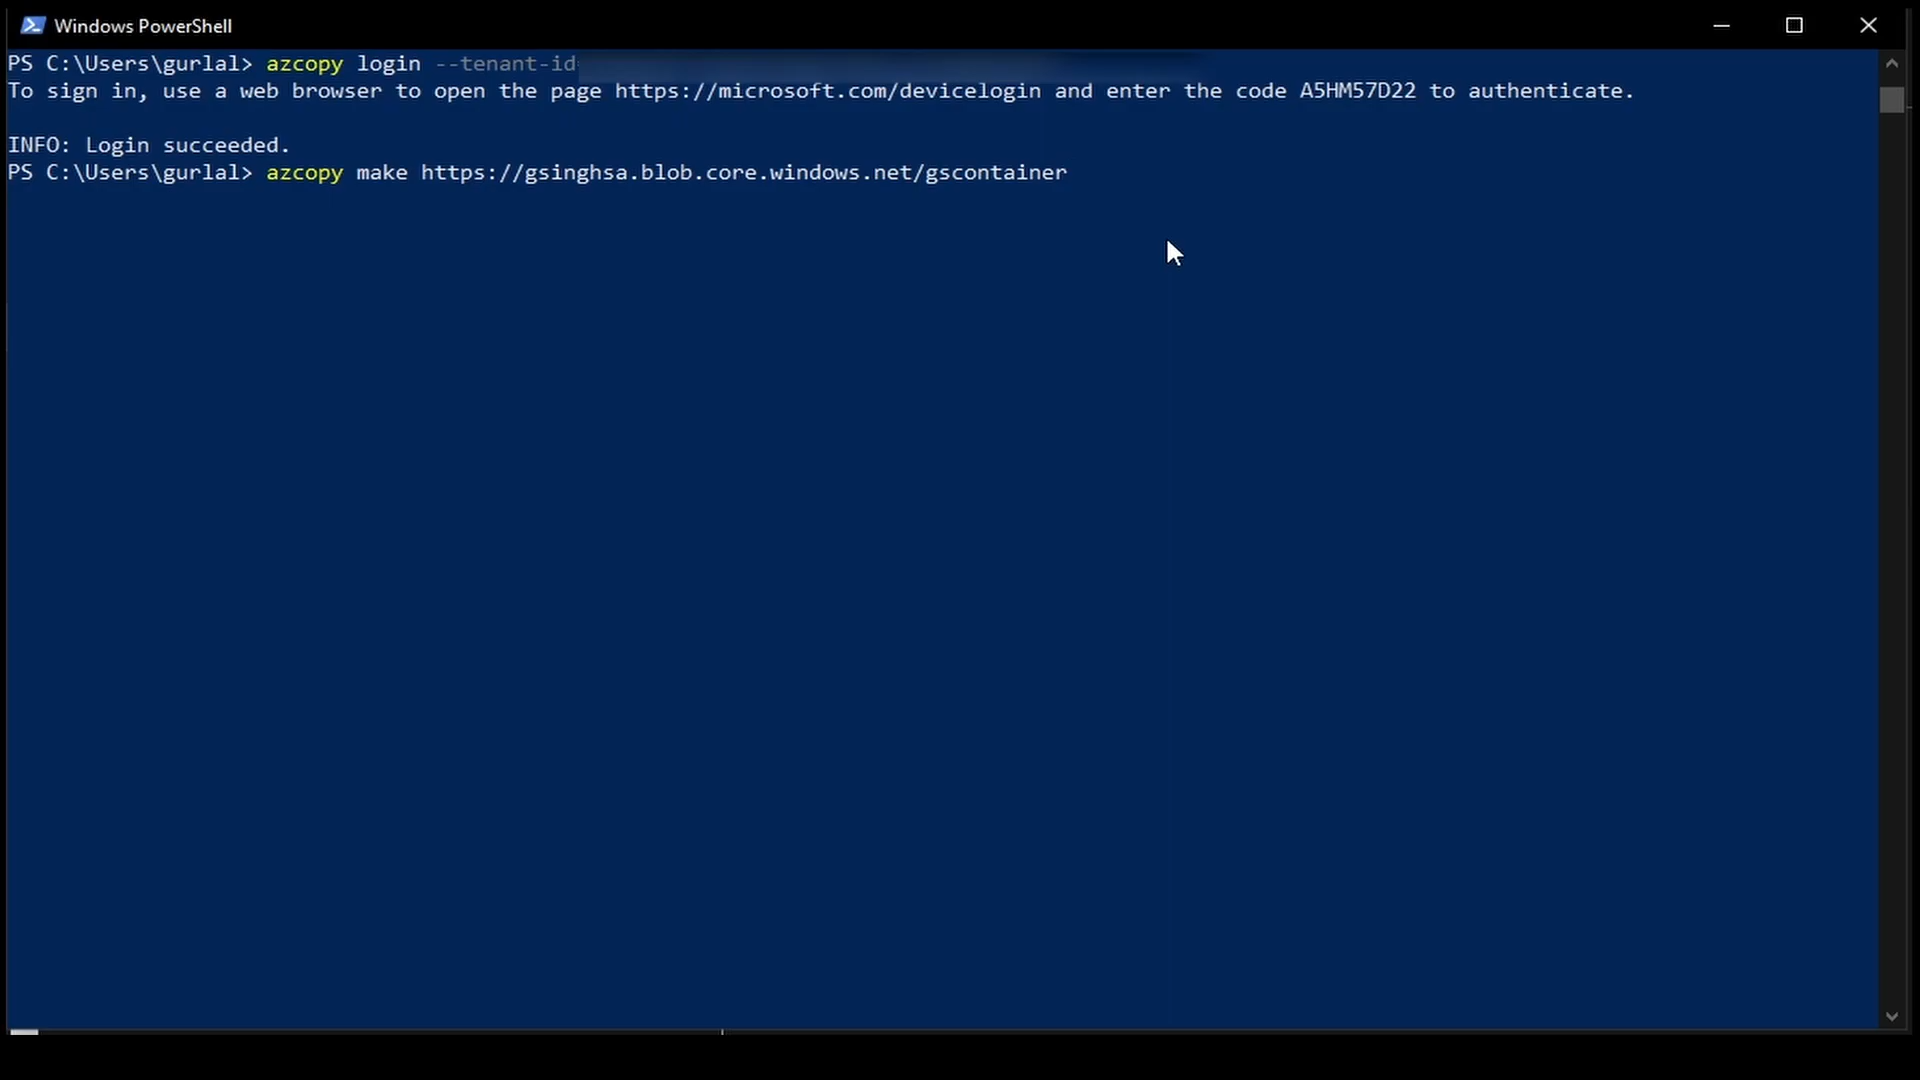 Windows PowerShell
PS C:\Users\gurlal> azcopy login --tenant-id
To sign in, use a web browser to open the page https://microsoft.com/devicelogin and enter the code A5HM57D22 to authenticate.
INFO: Login succeeded.
PS C:\Users\gurlal> azcopy make https://gsinghsa.blob.core.windows.net/gscontainer